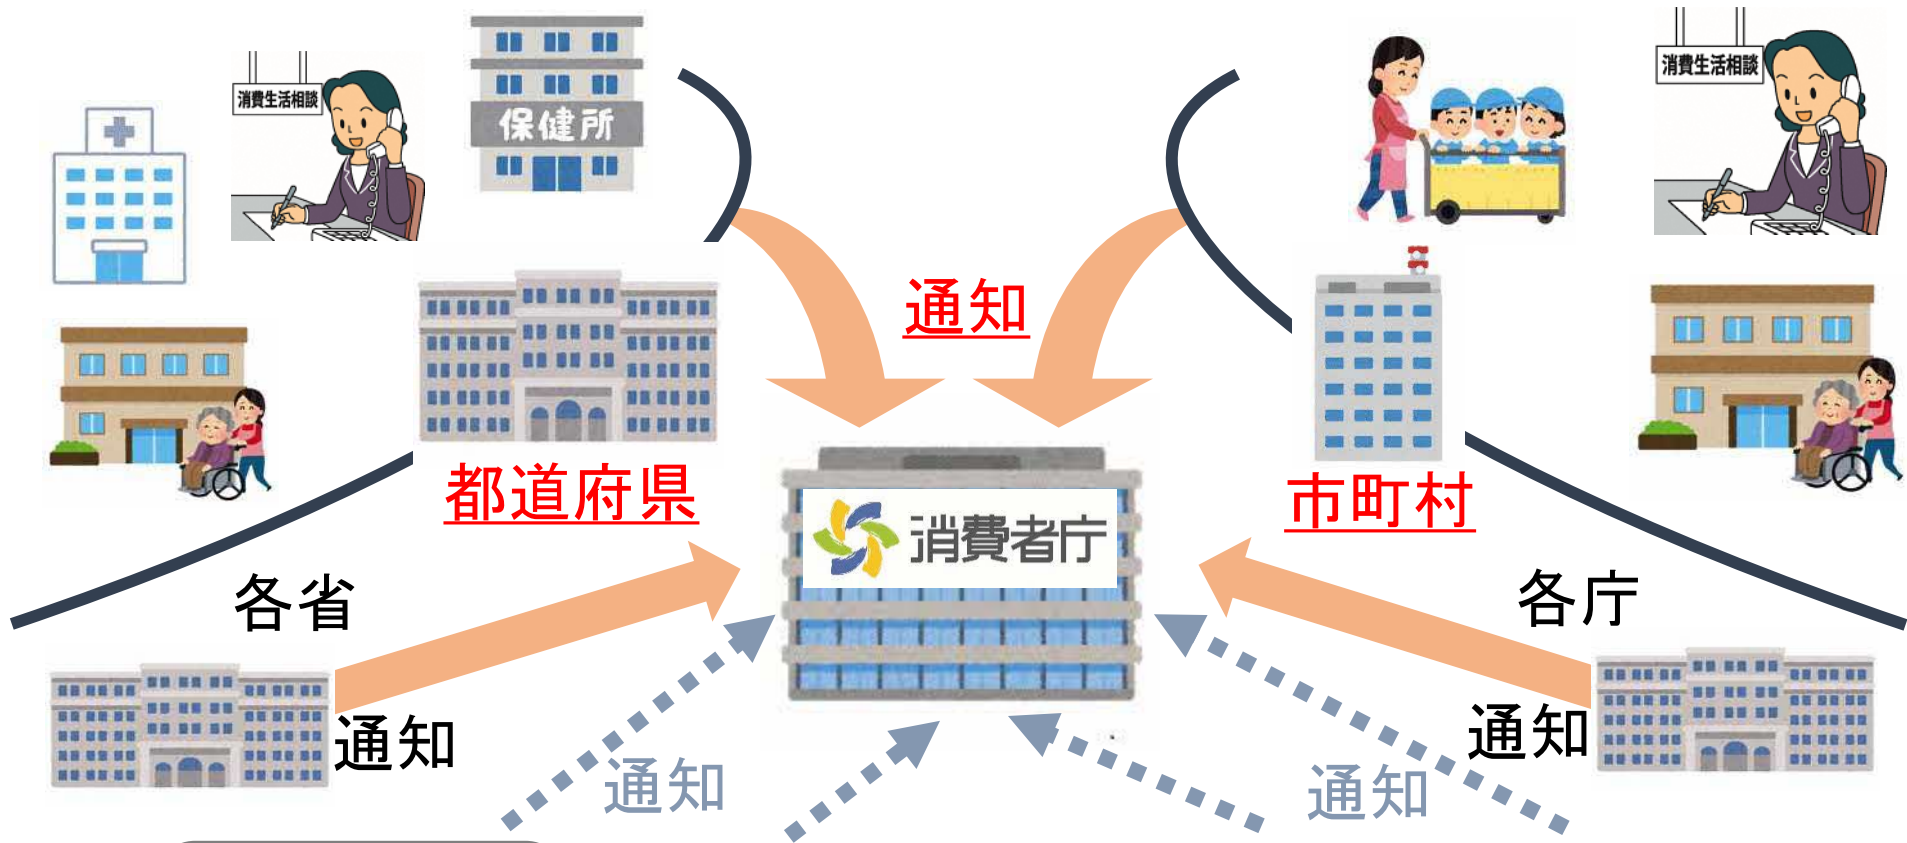 消費生活相談
保健所
消費生活相談
通知
都道府県
市町村
消費者庁
各省
各庁
通知
通知
通知
通知